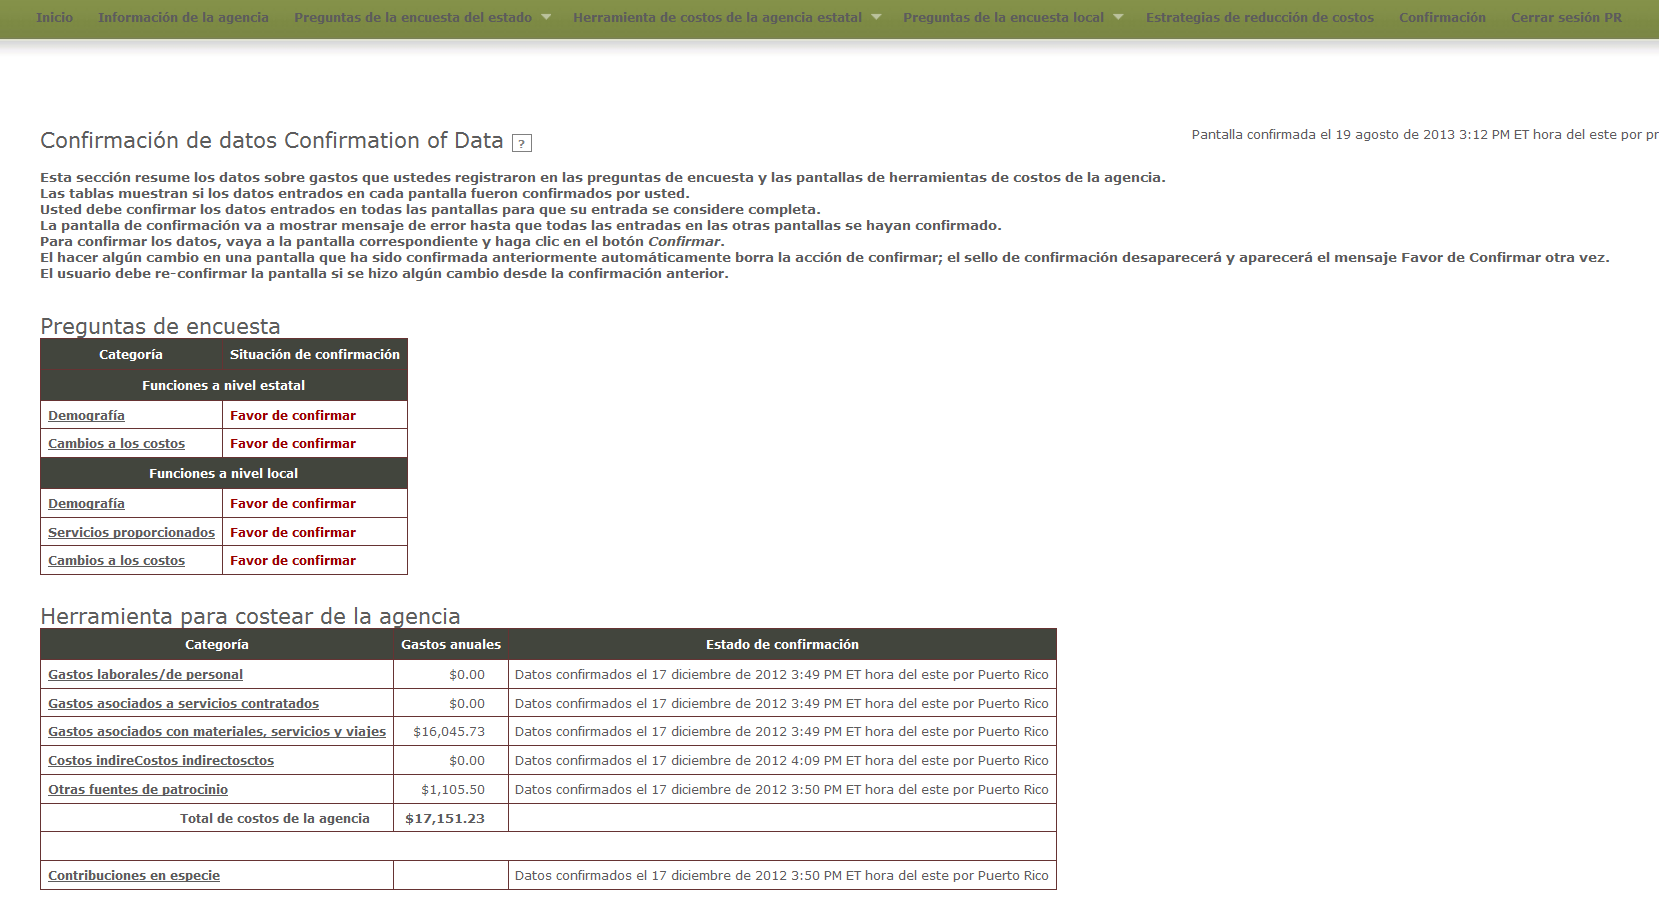 Inicio Información de la agencia Preguntas de la encuesta del estado Herramienta de costos de la agencia estatal Preguntas de la encuesta local Estrategias de reducción de costos Confirmación Cerrar sesión PR
Confirmación de datos Confirmation of Data ?
Pantalla confirmada el 19 agosto de 2013 3:12 PM ET hora del este por pr
Esta sección resume los datos sobre gastos que ustedes registraron en las preguntas de encuesta y las pantallas de herramientas de costos de la agencia.
Las tablas muestran si los datos entrados en cada pantalla fueron confirmados por usted.
Usted debe confirmar los datos entrados en todas las pantallas para que su entrada se considere completa.
La pantalla de confirmación va a mostrar mensaje de error hasta que todas las entradas en las otras pantallas se hayan confirmado.
Para confirmar los datos, vaya a la pantalla correspondiente y haga clic en el botón Confirmar.
El hacer algún cambio en una pantalla que ha sido confirmada anteriormente automáticamente borra la acción de confirmar; el sello de confirmación desaparecerá y aparecerá el mensaje Favor de Confirmar otra vez.
El usuario debe re-confirmar la pantalla si se hizo algún cambio desde la confirmación anterior.
Preguntas de encuesta
Categoría Situación de confirmación
Funciones a nivel estatal
Demografía Favor de confirmar
Cambios a los costos Favor de confirmar
Funciones a nivel local
Demografía Favor de confirmar
Servicios proporcionados Favor de confirmar
Cambios a los costos Favor de confirmar
Herramienta para costear de la agencia
Categoría Gastos anuales Estado de confirmación
Gastos laborales/de personal $0.00 Datos confirmados el 17 diciembre de 2012 3:49 PM ET hora del este por Puerto Rico
Gastos asociados a servicios contratados $0.00 Datos confirmados el 17 diciembre de 2012 3:49 PM ET hora del este por Puerto Rico
Gastos asociados con materiales, servicios y viajes $16,045.73 Datos confirmados el 17 diciembre de 2012 3:49 PM ET hora del este por Puerto Rico
Costos indireCostos indirectosctos $0.00 Datos confirmados el 17 diciembre de 2012 4:09 PM ET hora del este por Puerto Rico
Otras fuentes de patrocinio $1,105.50 Datos confirmados el 17 diciembre de 2012 3:50 PM ET hora del este por Puerto Rico
Total de costos de la agencia $17,151.23
Contribuciones en especie Datos confirmados el 17 diciembre de 2012 3:50 PM ET hora del este por Puerto Rico